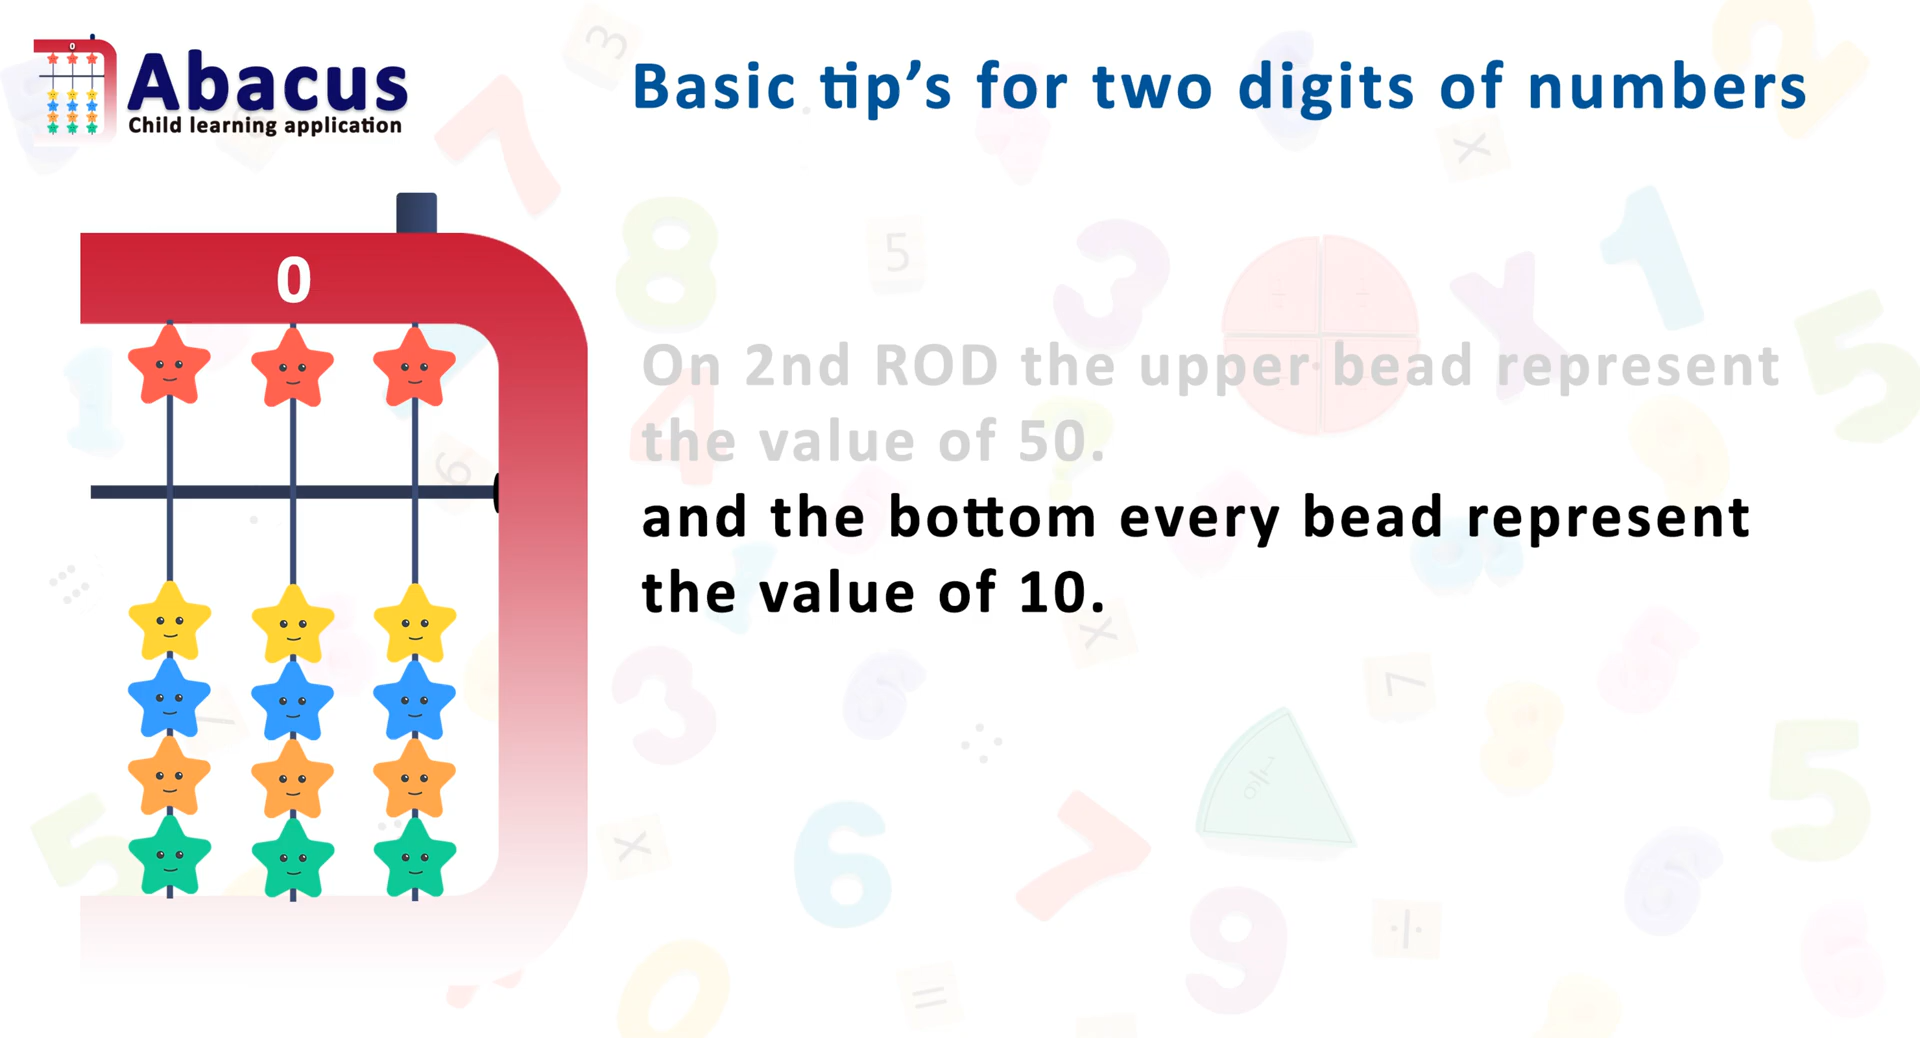 Abacus
Child learning application
Basic tip's for two digits of numbers
0
0
On 2nd ROD the upper bead represent
the value of 50.
and the bottom every bead represent
the value of 10.